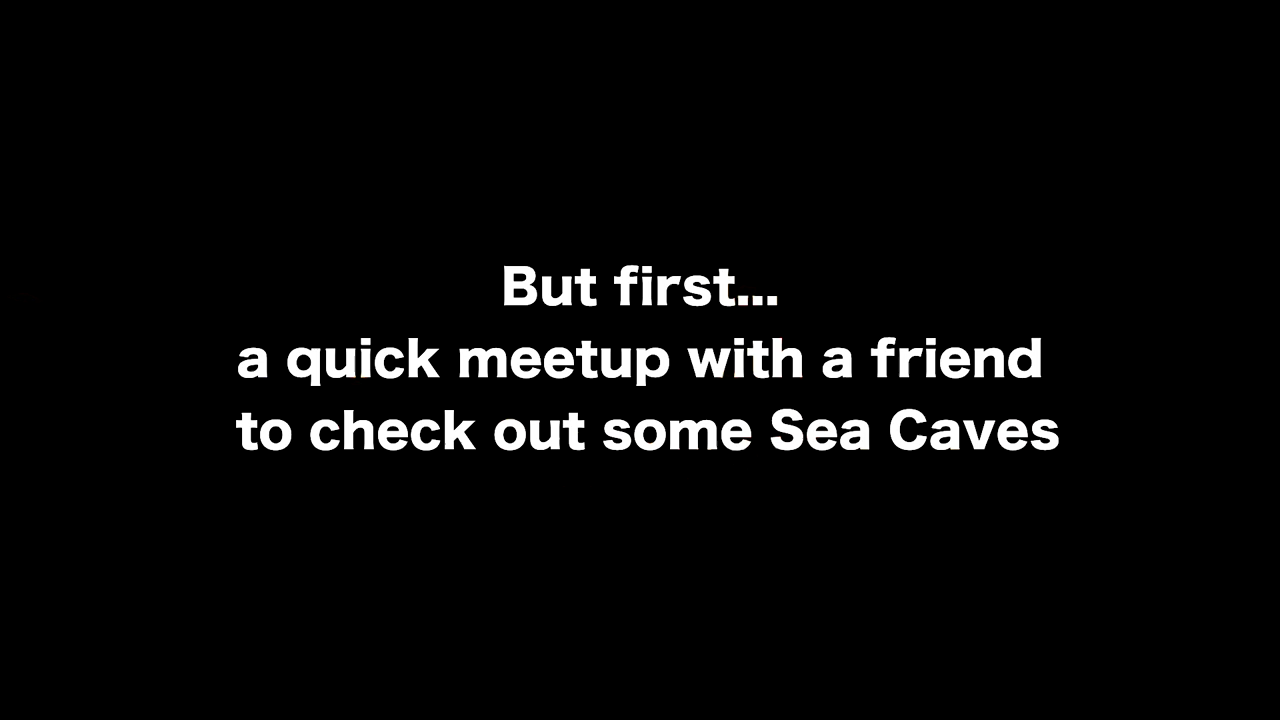 But first...
a quick meetup with a friend
to check out some Sea Caves